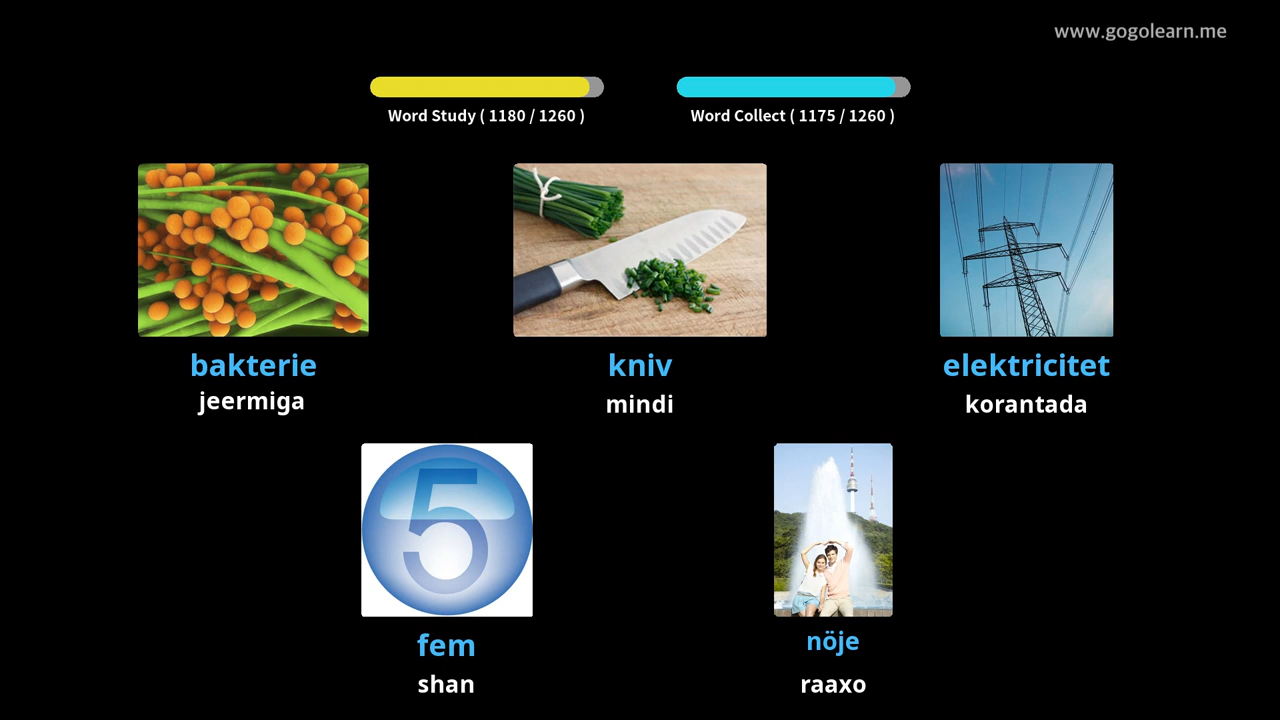 www.gogolearn.me
Word Study ( 1180 / 1260 )
Word Collect ( 1175 / 1260 )
bakterie
jeermiga
kniv
mindi
elektricitet
korantada
5
fem
shan
nöje
raaxo